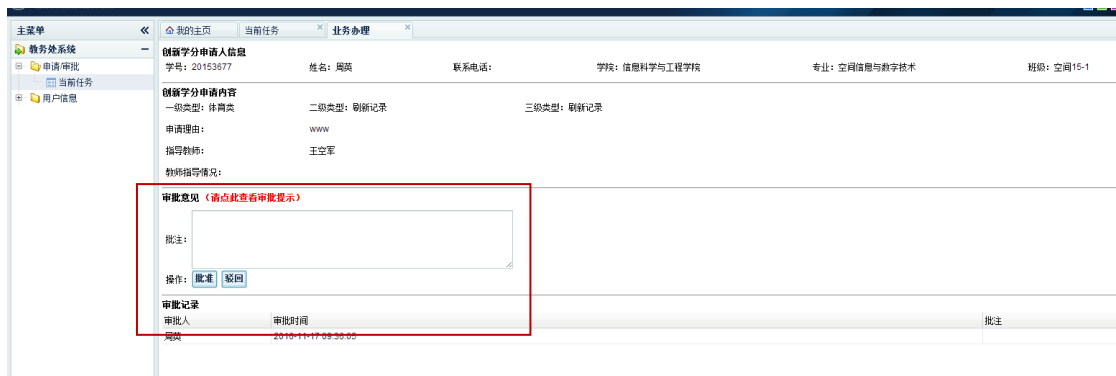 主菜单
我的主页 当前任务 业务办理
教务处系统
申请/审批
当前任务
用户信息
创新学分申请人信息
学号：20153677 姓名：周英 联系电话： 学院：信息科学与工程学院 专业：空间信息与数字技术 班级：空间15-1
创新学分申请内容
一级类型：体育类 二级类型：刷新记录 三级类型：刷新记录
申请理由： www
指导教师： 王空军
教师指导情况：
审批意见（请点此查看审批提示）
批注：
操作： 批准 驳回
审批记录
审批人 审批时间 批注
周英 2016-11-17 09:36:05